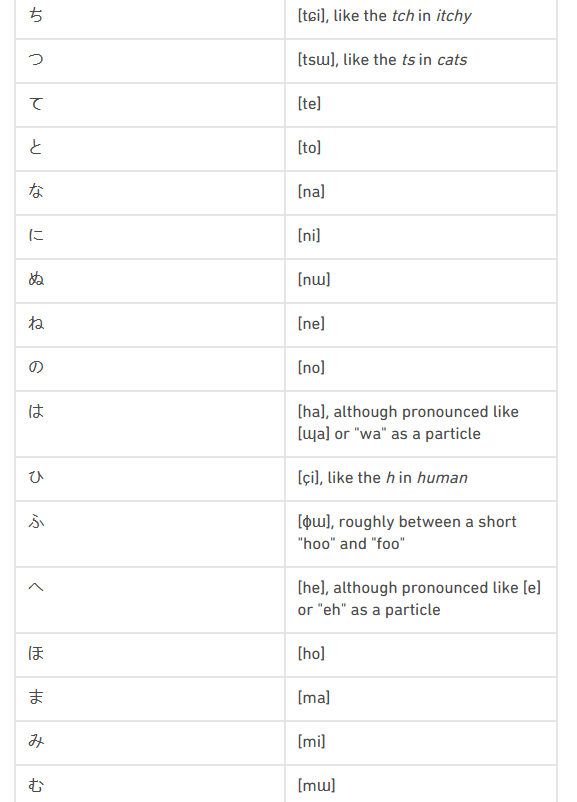 ち [tɕi], like the tch in itchy
つ [tsɯ], like the ts in cats
て [te]
と [to]
な [na]
に [ni]
ぬ [nɯ]
ね [ne]
の [no]
は [ha], although pronounced like
[ɰa] or "wa" as a particle
ひ [çi], like the h in human
ふ [ɸɯ], roughly between a short
"hoo" and "foo"
へ [he], although pronounced like [e]
or "eh" as a particle
ほ [ho]
ま [ma]
み [mi]
む [mɯ]